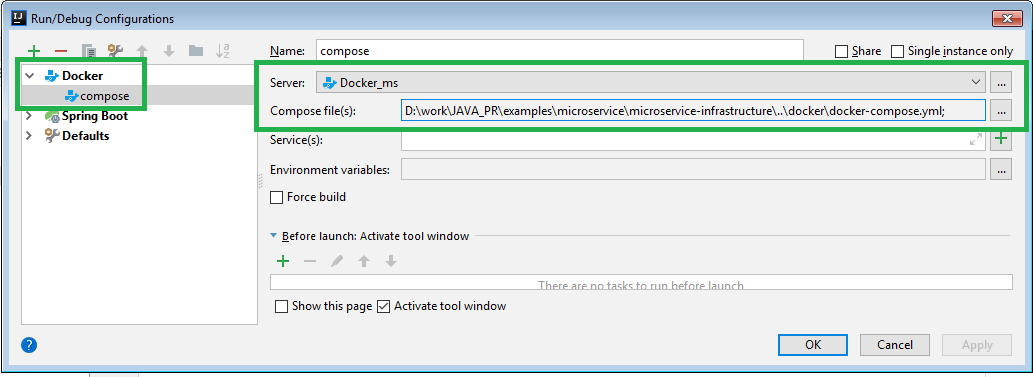 IJ Run/Debug Configurations
Name: compose Share Single instance only
Docker
compose
Spring Boot
Defaults
Server: Docker_ms ...
Compose file(s): D:\work\JAVA_PR\examples\microservice\microservice-infrastructure\..\docker\docker-compose.yml; ...
Service(s):
Environment variables: ...
Force build
Before launch: Activate tool window
There are no tasks to run before launch
Show this page Activate tool window
? OK Cancel Apply